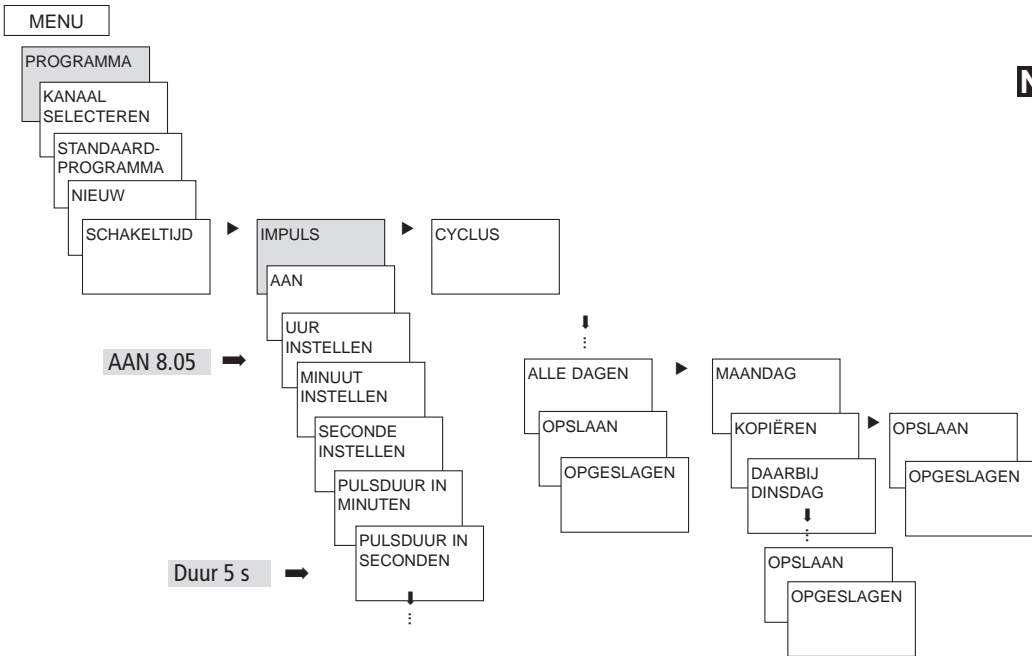 MENU
PROGRAMMA
KANAAL
SELECTEREN
STANDAARD-
PROGRAMMA
NIEUW
SCHAKELTIJD
IMPULS
CYCLUS
AAN
UUR
INSTELLEN
AAN 8.05
MINUUT
INSTELLEN
SECONDE
INSTELLEN
PULSDUUR IN
MINUTEN
PULSDUUR IN
SECONDEN
Duur 5 s
ALLE DAGEN
OPSLAAN
OPGESLAGEN
MAANDAG
KOPIËREN
DAARBIJ
DINSDAG
OPSLAAN
OPGESLAGEN
OPSLAAN
OPGESLAGEN